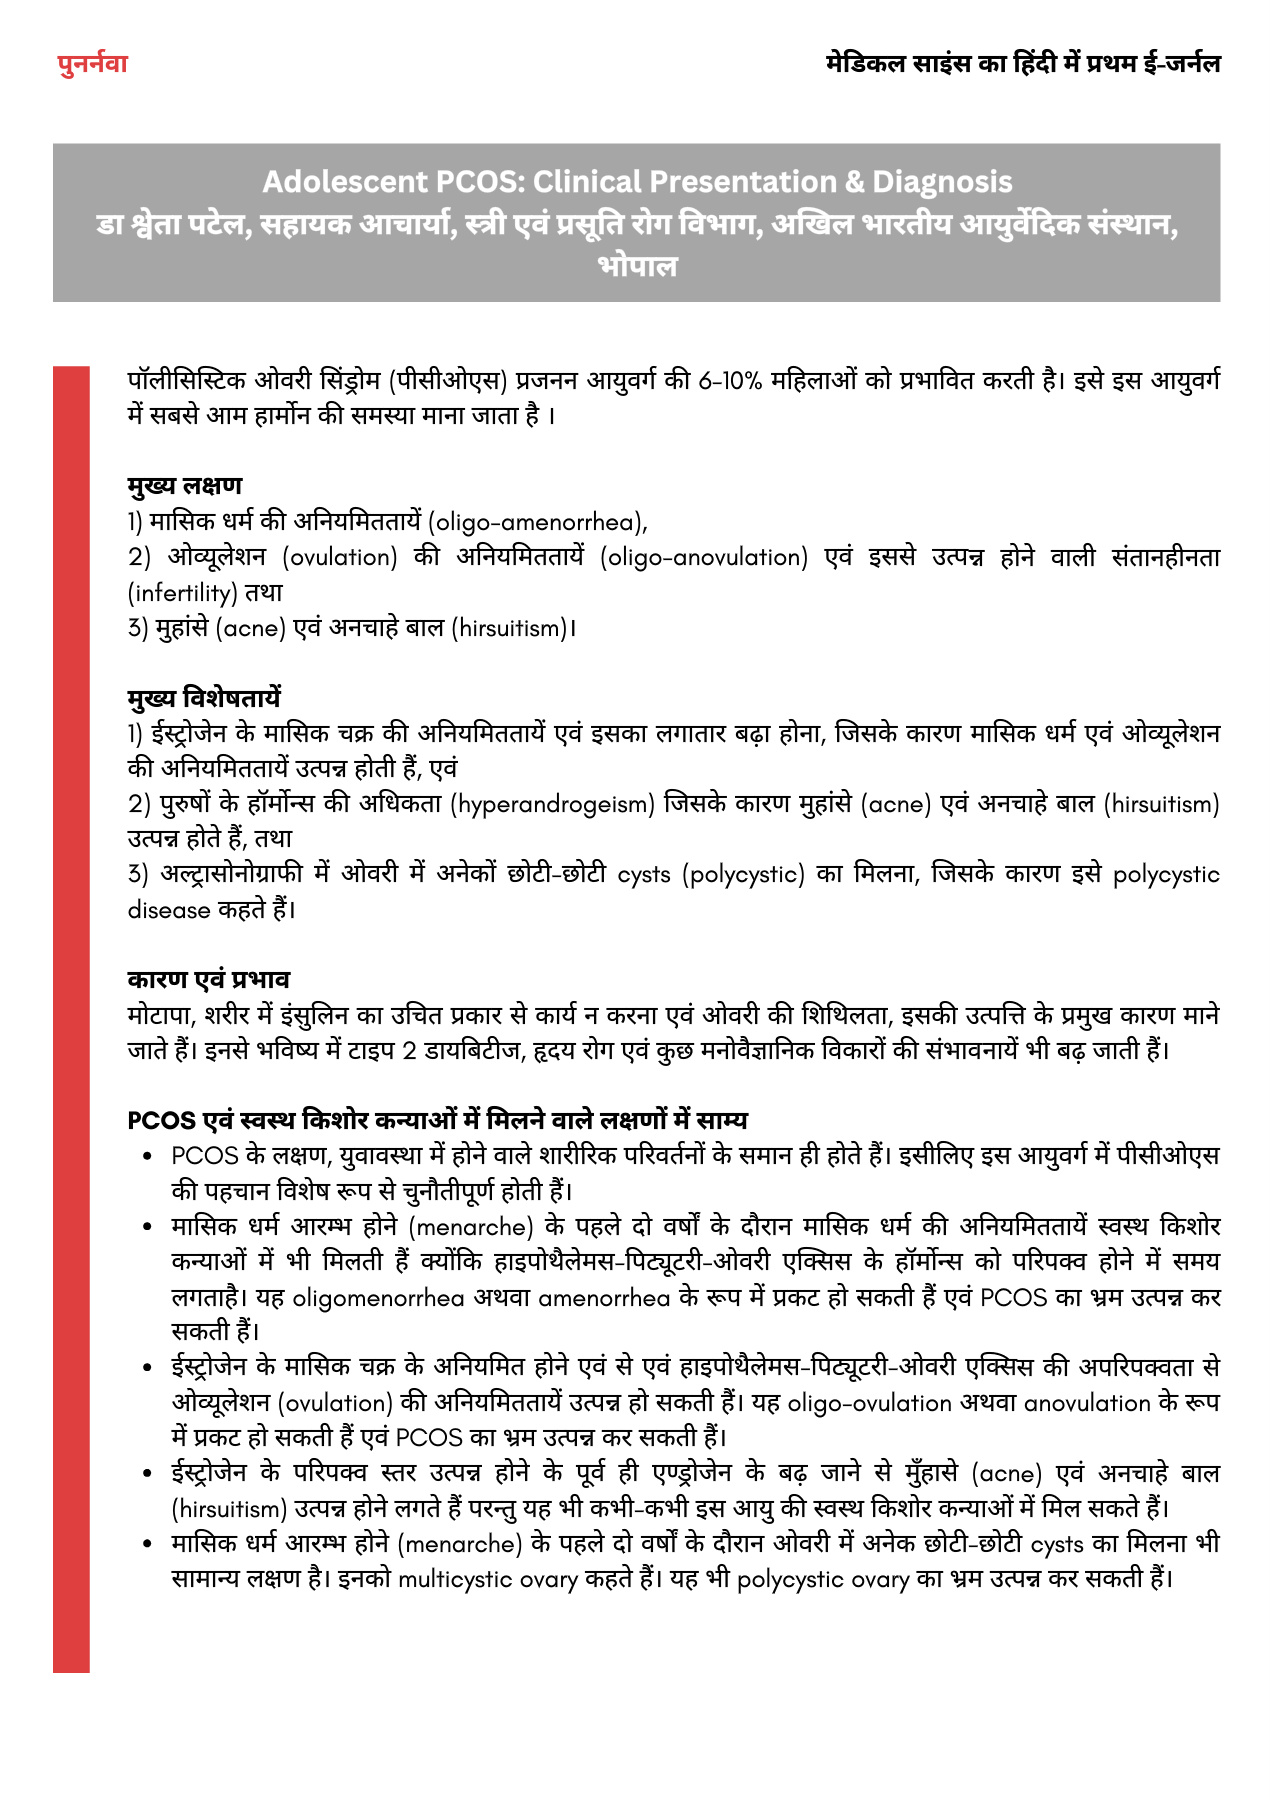 पुनर्नवा
मेडिकल साइंस का हिंदी में प्रथम ई-जर्नल
Adolescent PCOS: Clinical Presentation & Diagnosis
डा श्वेता पटेल, सहायक आचार्या, स्त्री एवं प्रसूति रोग विभाग, अखिल भारतीय आयुर्वेदिक संस्थान,
भोपाल
पॉलीसिस्टिक ओवरी सिंड्रोम (पीसीओएस) प्रजनन आयुवर्ग की 6-10% महिलाओं को प्रभावित करती है। इसे इस आयुवर्ग
में सबसे आम हार्मोन की समस्या माना जाता है ।
मुख्य लक्षण
1) मासिक धर्म की अनियमिततायें (oligo-amenorrhea),
2) ओव्यूलेशन (ovulation) की अनियमिततायें (oligo-anovulation) एवं इससे उत्पन्न होने वाली संतानहीनता
(infertility) तथा
3) मुहांसे (acne) एवं अनचाहे बाल (hirsuitism)।
मुख्य विशेषतायें
1) ईस्ट्रोजेन के मासिक चक्र की अनियमिततायें एवं इसका लगातार बढ़ा होना, जिसके कारण मासिक धर्म एवं ओव्यूलेशन
की अनियमिततायें उत्पन्न होती हैं, एवं
2) पुरुषों के हॉर्मोन्स की अधिकता (hyperandrogeism) जिसके कारण मुहांसे (acne) एवं अनचाहे बाल (hirsuitism)
उत्पन्न होते हैं, तथा
3) अल्ट्रासोनोग्राफी में ओवरी में अनेकों छोटी-छोटी cysts (polycystic) का मिलना, जिसके कारण इसे polycystic
disease कहते हैं।
कारण एवं प्रभाव
मोटापा, शरीर में इंसुलिन का उचित प्रकार से कार्य न करना एवं ओवरी की शिथिलता, इसकी उत्पत्ति के प्रमुख कारण माने
जाते हैं। इनसे भविष्य में टाइप 2 डायबिटीज, हृदय रोग एवं कुछ मनोवैज्ञानिक विकारों की संभावनायें भी बढ़ जाती हैं।
PCOS एवं स्वस्थ किशोर कन्याओं में मिलने वाले लक्षणों में साम्य
• PCOS के लक्षण, युवावस्था में होने वाले शारीरिक परिवर्तनों के समान ही होते हैं। इसीलिए इस आयुवर्ग में पीसीओएस
की पहचान विशेष रूप से चुनौतीपूर्ण होती हैं।
• मासिक धर्म आरम्भ होने (menarche) के पहले दो वर्षों के दौरान मासिक धर्म की अनियमिततायें स्वस्थ किशोर
कन्याओं में भी मिलती हैं क्योंकि हाइपोथैलेमस-पिट्यूटरी-ओवरी एक्सिस के हॉर्मोन्स को परिपक्व होने में समय
लगताहै। यह oligomenorrhea अथवा amenorrhea के रूप में प्रकट हो सकती हैं एवं PCOS का भ्रम उत्पन्न कर
सकती हैं।
• ईस्ट्रोजेन के मासिक चक्र के अनियमित होने एवं से एवं हाइपोथैलेमस-पिट्यूटरी-ओवरी एक्सिस की अपरिपक्वता से
ओव्यूलेशन (ovulation) की अनियमिततायें उत्पन्न हो सकती हैं। यह oligo-ovulation अथवा anovulation के रूप
में प्रकट हो सकती हैं एवं PCOS का भ्रम उत्पन्न कर सकती हैं।
• ईस्ट्रोजेन के परिपक्व स्तर उत्पन्न होने के पूर्व ही एण्ड्रोजेन के बढ़ जाने से मुँहासे (acne) एवं अनचाहे बाल
(hirsuitism) उत्पन्न होने लगते हैं परन्तु यह भी कभी-कभी इस आयु की स्वस्थ किशोर कन्याओं में मिल सकते हैं।
• मासिक धर्म आरम्भ होने (menarche) के पहले दो वर्षों के दौरान ओवरी में अनेक छोटी-छोटी cysts का मिलना भी
सामान्य लक्षण है। इनको multicystic ovary कहते हैं। यह भी polycystic ovary का भ्रम उत्पन्न कर सकती हैं।